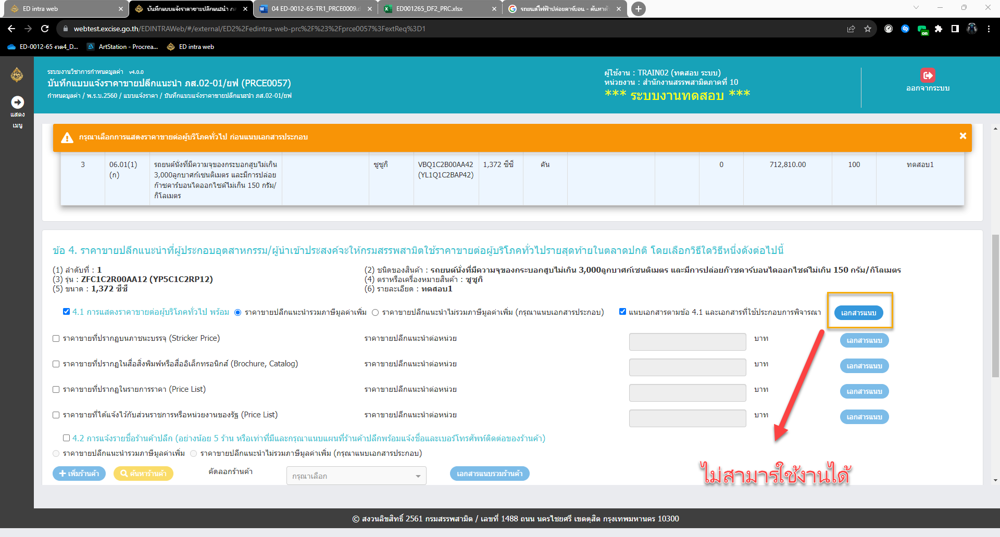 ED intra web
บันทึกแบบแจ้งราคาขายปลีกแนะนำ ภส
04 ED-0012-65-TR1_PRCE0009.d
ED001265_DF2_PRC.xlsx
รถยนต์ไฟฟ้าปล่อยคาร์บอน - ค้นหาด้
webtest.excise.go.th/EDINTRAWeb/#/external/ED2%2Fedintra-web-prc%2F%23%2Fprce0057%3FextReq%3D1
on
ED-0012-65 งวด4_D...
ArtStation - Procrea...
ED intra web
แสดง
เมนู
ระบบงานวิชาการกำหนดมูลค่า v4.0.0
บันทึกแบบแจ้งราคาขายปลีกแนะนำ ภส.02-01/ยฟ (PRCE0057)
กำหนดมูลค่า / พ.ร.บ.2560 / แบบแจ้งราคา / บันทึกแบบแจ้งราคาขายปลีกแนะนำ ภส.02-01/ยฟ
ผู้ใช้งาน : TRAIN02 (ทดสอบ ระบบ)
หน่วยงาน : สำนักงานสรรพสามิตภาคที่ 10
*** ระบบงานทดสอบ ***
ออกจากระบบ
กรุณาเลือกการแสดงราคาขายต่อผู้บริโภคทั่วไป ก่อนแนบเอกสารประกอบ
3 06.01(1) รถยนต์นั่งที่มีความจุของกระบอกสูบไม่เกิน ซูซูกิ VBQ1C2B00AA42 1,372 ซีซี คัน 0 712,810.00 100 ทดสอบ1
(ก) 3,000ลูกบาศก์เซนติเมตร และมีการปล่อย (YL1Q1C2BAP42)
ก๊าซคาร์บอนไดออกไซด์ไม่เกิน 150 กรัม/
กิโลเมตร
ข้อ 4. ราคาขายปลีกแนะนำที่ผู้ประกอบอุตสาหกรรม/ผู้นำเข้าประสงค์จะให้กรมสรรพสามิตใช้ราคาขายต่อผู้บริโภคทั่วไปรายสุดท้ายในตลาดปกติ โดยเลือกวิธีใดวิธีหนึ่งดังต่อไปนี้
(1) ลำดับที่ : 1 (2) ชนิดของสินค้า : รถยนต์นั่งที่มีความจุของกระบอกสูบไม่เกิน 3,000ลูกบาศก์เซนติเมตร และมีการปล่อยก๊าซคาร์บอนไดออกไซด์ไม่เกิน 150 กรัม/กิโลเมตร
(3) รุ่น : ZFC1C2R00AA12 (YP5C1C2RP12) (4) ตราหรือเครื่องหมายสินค้า : ซูซูกิ
(5) ขนาด : 1,372 ซีซี (6) รายละเอียด : ทดสอบ1
4.1 การแสดงราคาขายต่อผู้บริโภคทั่วไป พร้อม ราคาขายปลีกแนะนำรวมภาษีมูลค่าเพิ่ม ราคาขายปลีกแนะนำไม่รวมภาษีมูลค่าเพิ่ม (กรุณาแนบเอกสารประกอบ) แนบเอกสารตามข้อ 4.1 และเอกสารที่ใช้ประกอบการพิจารณา เอกสารแนบ
ราคาขายที่ปรากฏบนภาชนะบรรจุ (Stricker Price) ราคาขายปลีกแนะนำต่อหน่วย บาท เอกสารแนบ
ราคาขายที่ปรากฏในสื่อสิ่งพิมพ์หรือสื่ออิเล็กทรอนิกส์ (Brochure, Catalog) ราคาขายปลีกแนะนำต่อหน่วย บาท เอกสารแนบ
ราคาขายที่ปรากฏในรายการราคา (Price List) ราคาขายปลีกแนะนำต่อหน่วย บาท เอกสารแนบ
ราคาขายที่ได้แจ้งไว้กับส่วนราชการหรือหน่วยงานของรัฐ (Price List) ราคาขายปลีกแนะนำต่อหน่วย บาท เอกสารแนบ
4.2 การแจ้งรายชื่อร้านค้าปลีก (อย่างน้อย 5 ร้าน หรือเท่าที่มีและกรุณาแนบแผนที่ร้านค้าปลีกพร้อมแจ้งชื่อและเบอร์โทรศัพท์ติดต่อของร้านค้า)
ราคาขายปลีกแนะนำรวมภาษีมูลค่าเพิ่ม ราคาขายปลีกแนะนำไม่รวมภาษีมูลค่าเพิ่ม (กรุณาแนบเอกสารประกอบ)
เพิ่มร้านค้า ค้นหาร้านค้า คัดลอกร้านค้า กรุณาเลือก เอกสารแนบรวมร้านค้า
ไม่สามารใช้งานได้
© สงวนลิขสิทธิ์ 2561 กรมสรรพสามิต / เลขที่ 1488 ถนน นครไชยศรี เขตดุสิต กรุงเทพมหานคร 10300